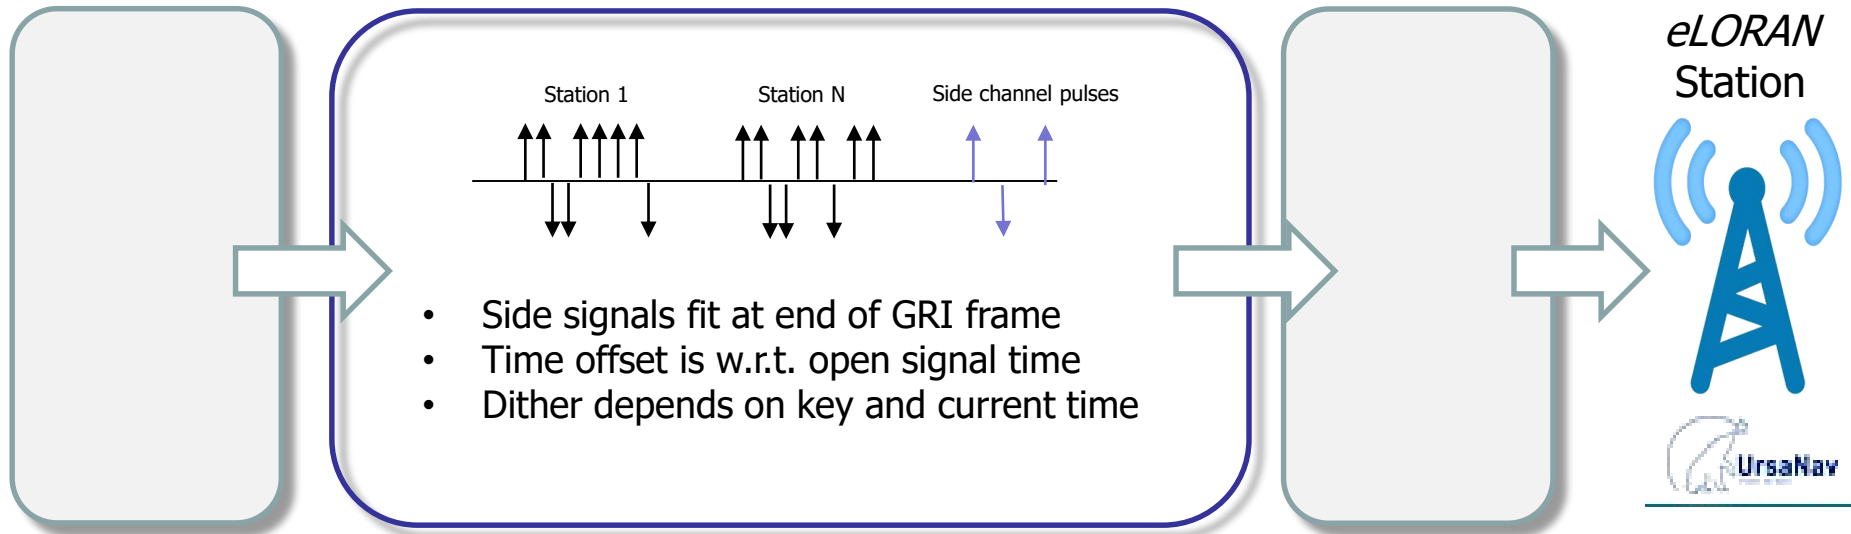 Station 1
Station N
Side channel pulses
• Side signals fit at end of GRI frame
• Time offset is w.r.t. open signal time
• Dither depends on key and current time
eLORAN
Station
UrsaNav